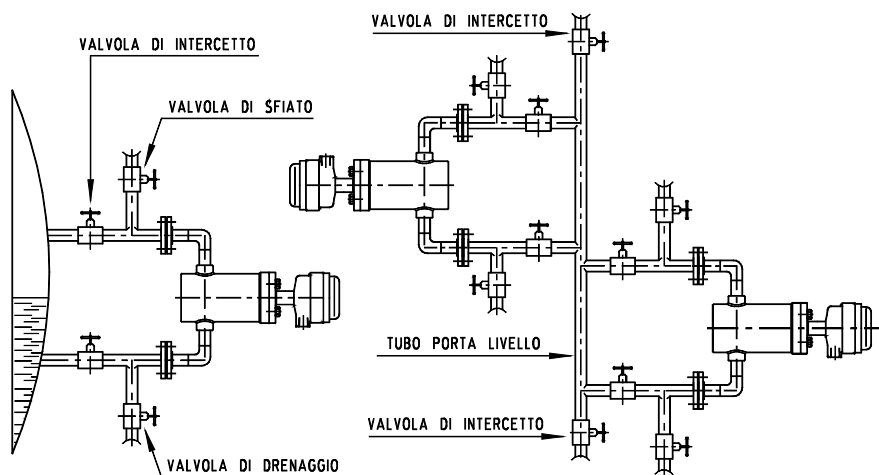 VALVOLA DI INTERCETTO
VALVOLA DI INTERCETTO
VALVOLA DI SFIATO
TUBO PORTA LIVELLO
VALVOLA DI INTERCETTO
VALVOLA DI DRENAGGIO